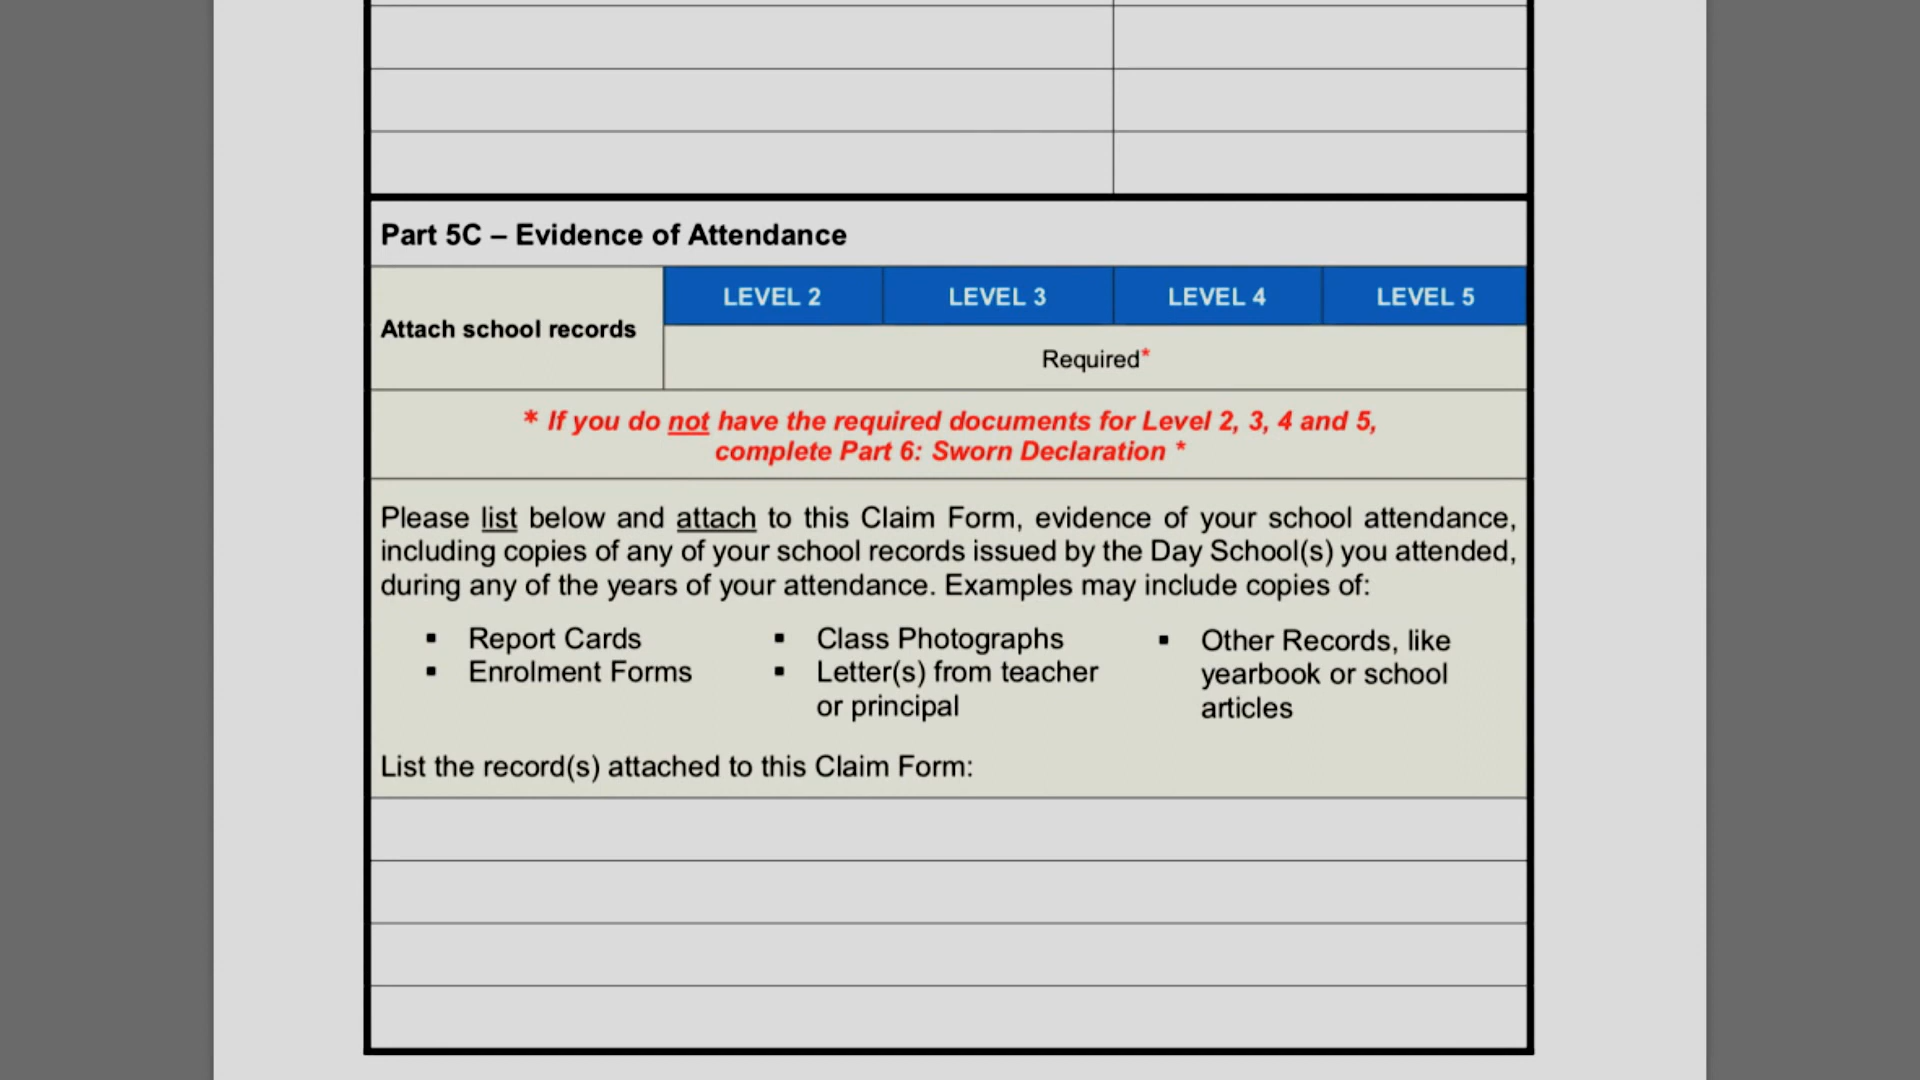 Part 5C – Evidence of Attendance
Attach school records
LEVEL 2
LEVEL 3
LEVEL 4
LEVEL 5
Required*
* If you do not have the required documents for Level 2, 3, 4 and 5,
complete Part 6: Sworn Declaration *
Please list below and attach to this Claim Form, evidence of your school attendance,
including copies of any of your school records issued by the Day School(s) you attended,
during any of the years of your attendance. Examples may include copies of:
▪ Report Cards
▪ Enrolment Forms
▪ Class Photographs
▪ Letter(s) from teacher
or principal
▪ Other Records, like
yearbook or school
articles
List the record(s) attached to this Claim Form: